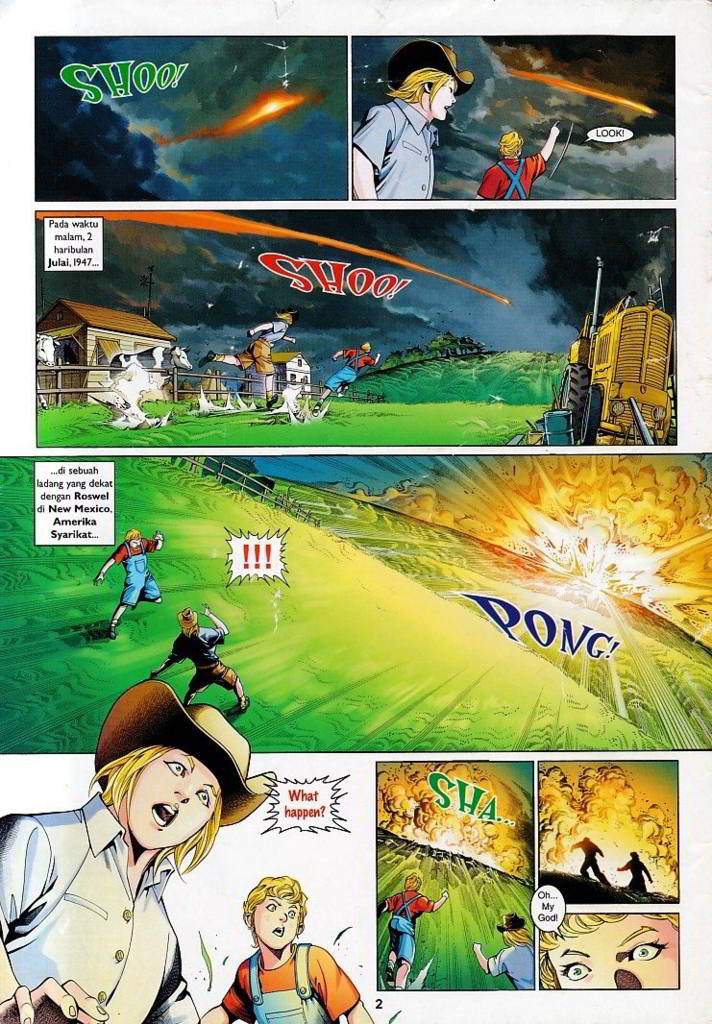 SHOO!
LOOK!
Pada waktu
malam, 2
haribulan
Julai, 1947...
SHOO!
...di sebuah
ladang yang dekat
dengan Roswel
di New Mexico,
Amerika
Syarikat...
!!!
PONG!
What
happen?
SHA...
Oh...
My
God!
2